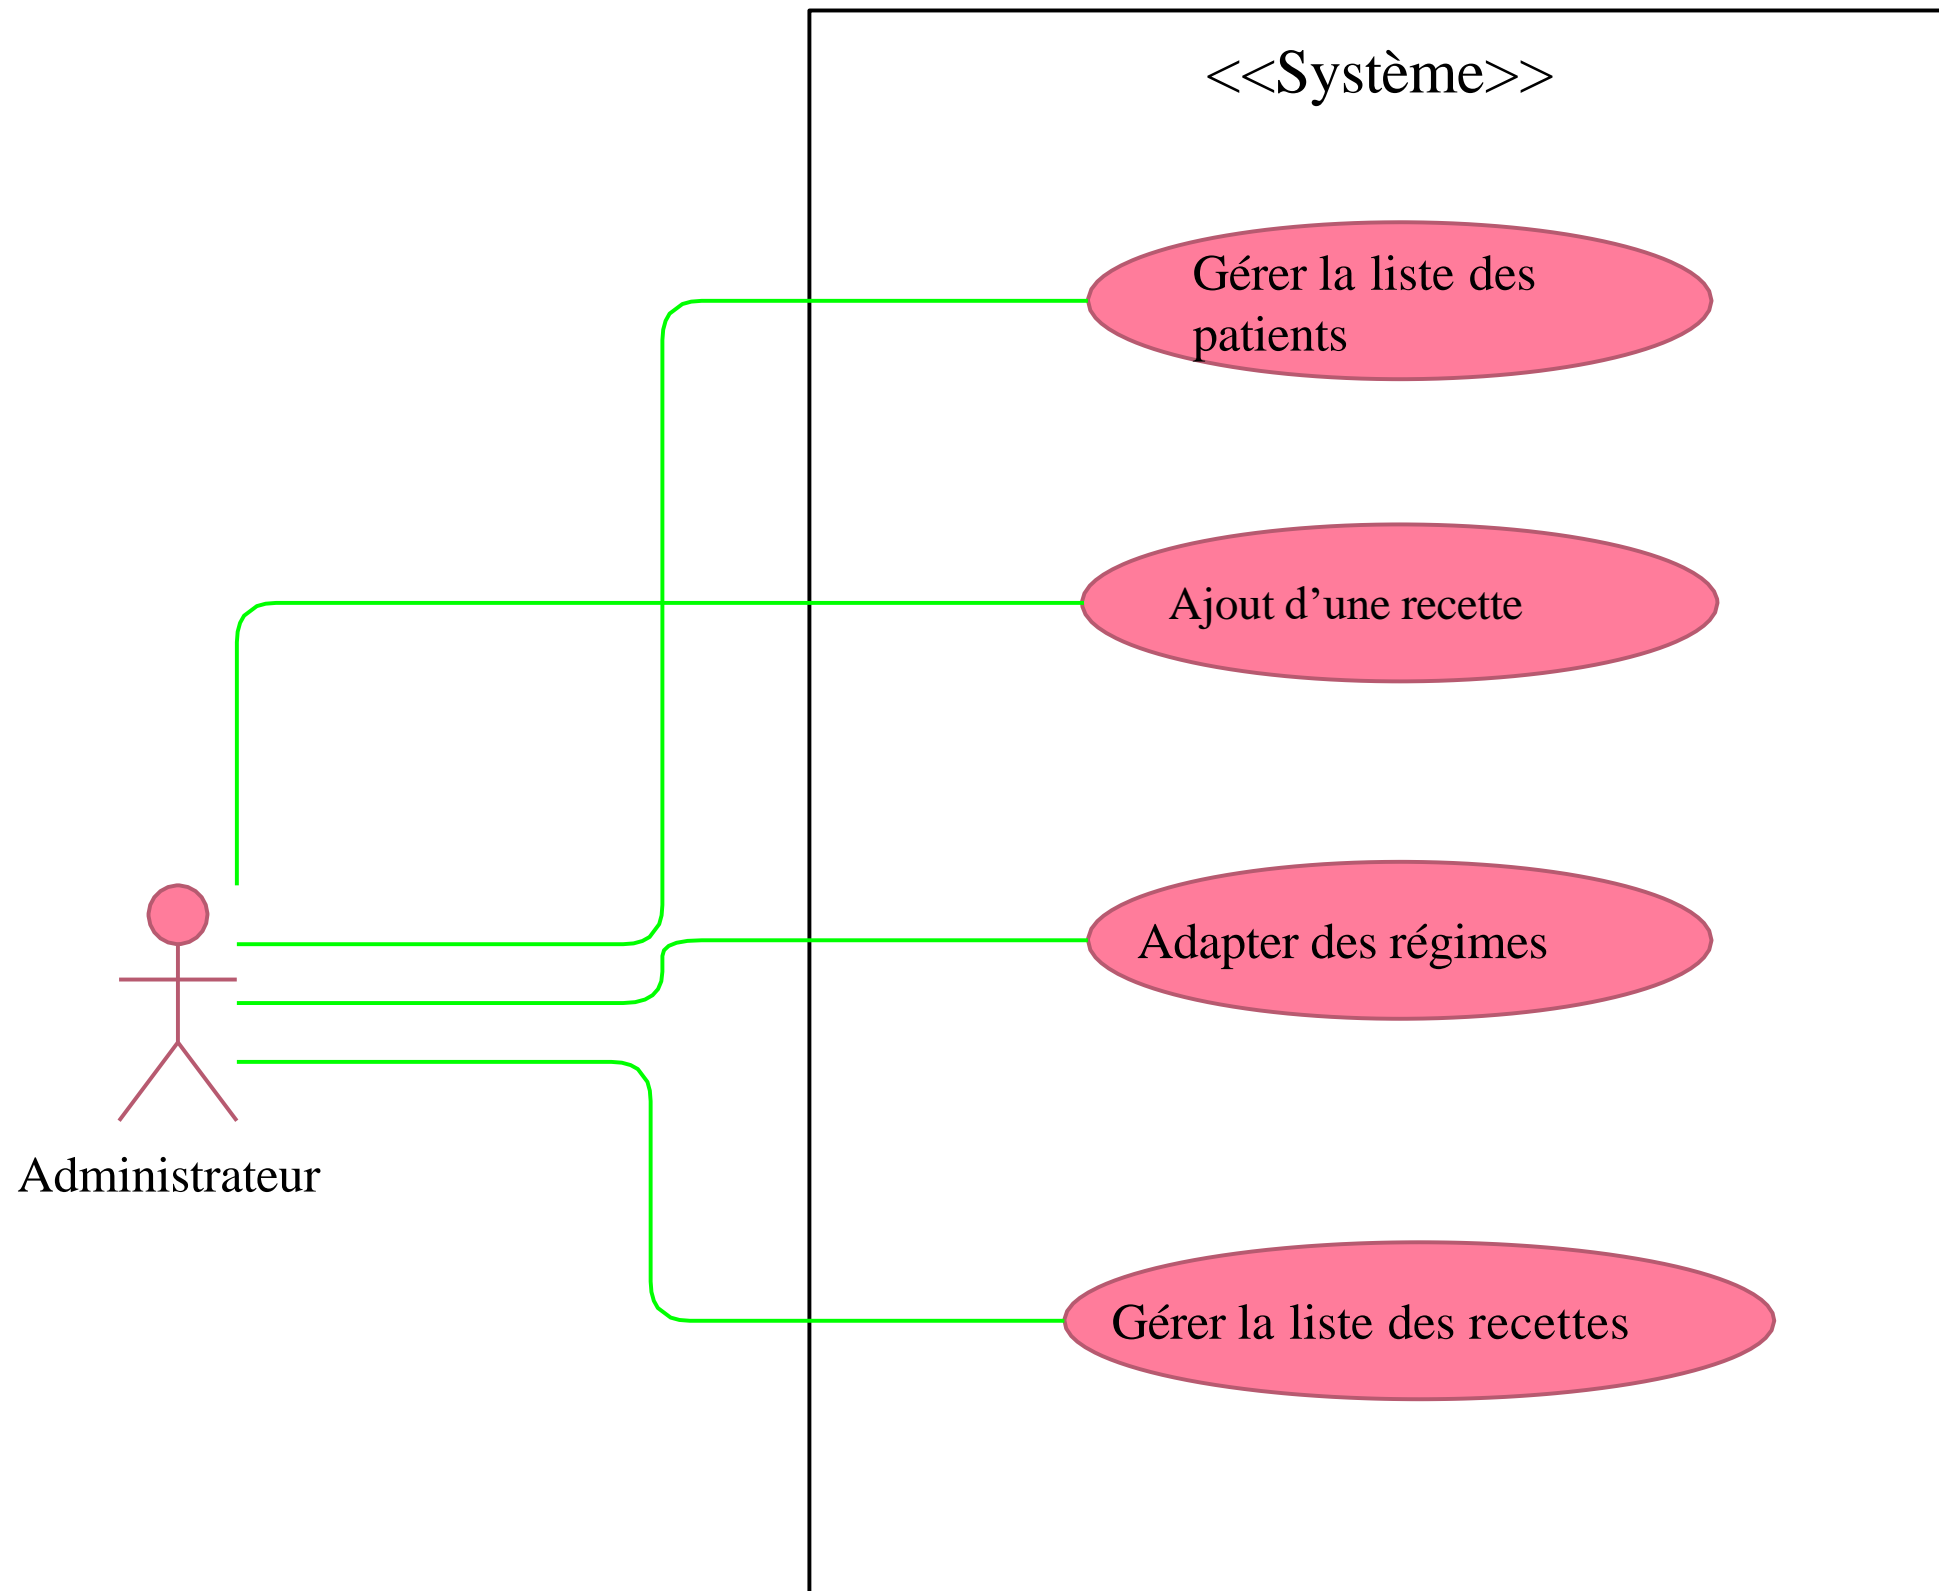 <<Système>>
Gérer la liste des
patients
Ajout d’une recette
Adapter des régimes
Administrateur
Gérer la liste des recettes